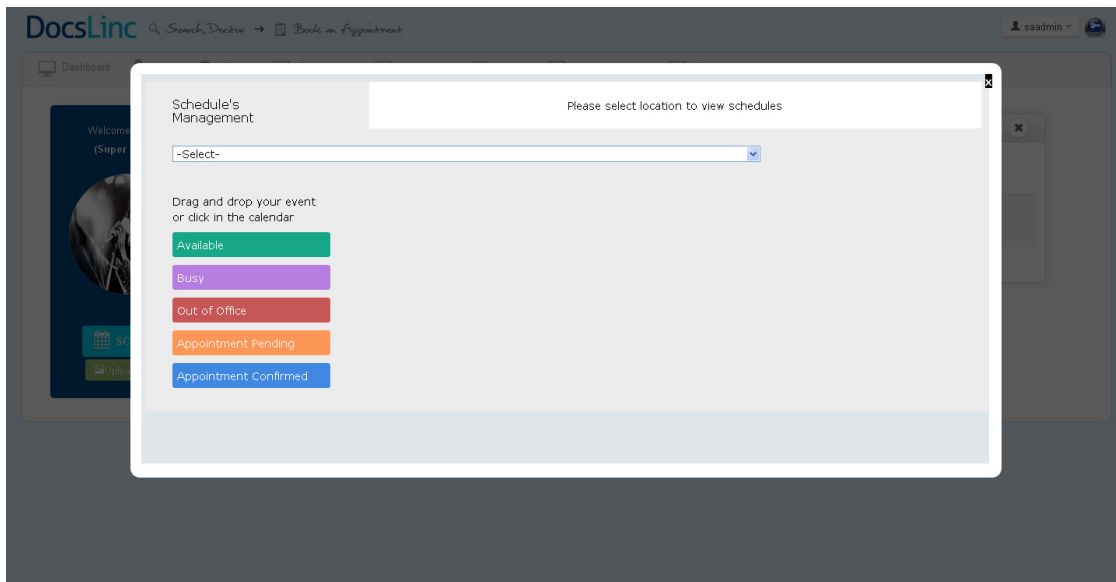 DocsLinc Search Doctor → Book an Appointment
saadmin
Dashboard
x
Schedule's
Management
Please select location to view schedules
Welcome
(Super
-Select-
Drag and drop your event
or click in the calendar
Available
Busy
Out of Office
Appointment Pending
SC
Appointment Confirmed
Uploa